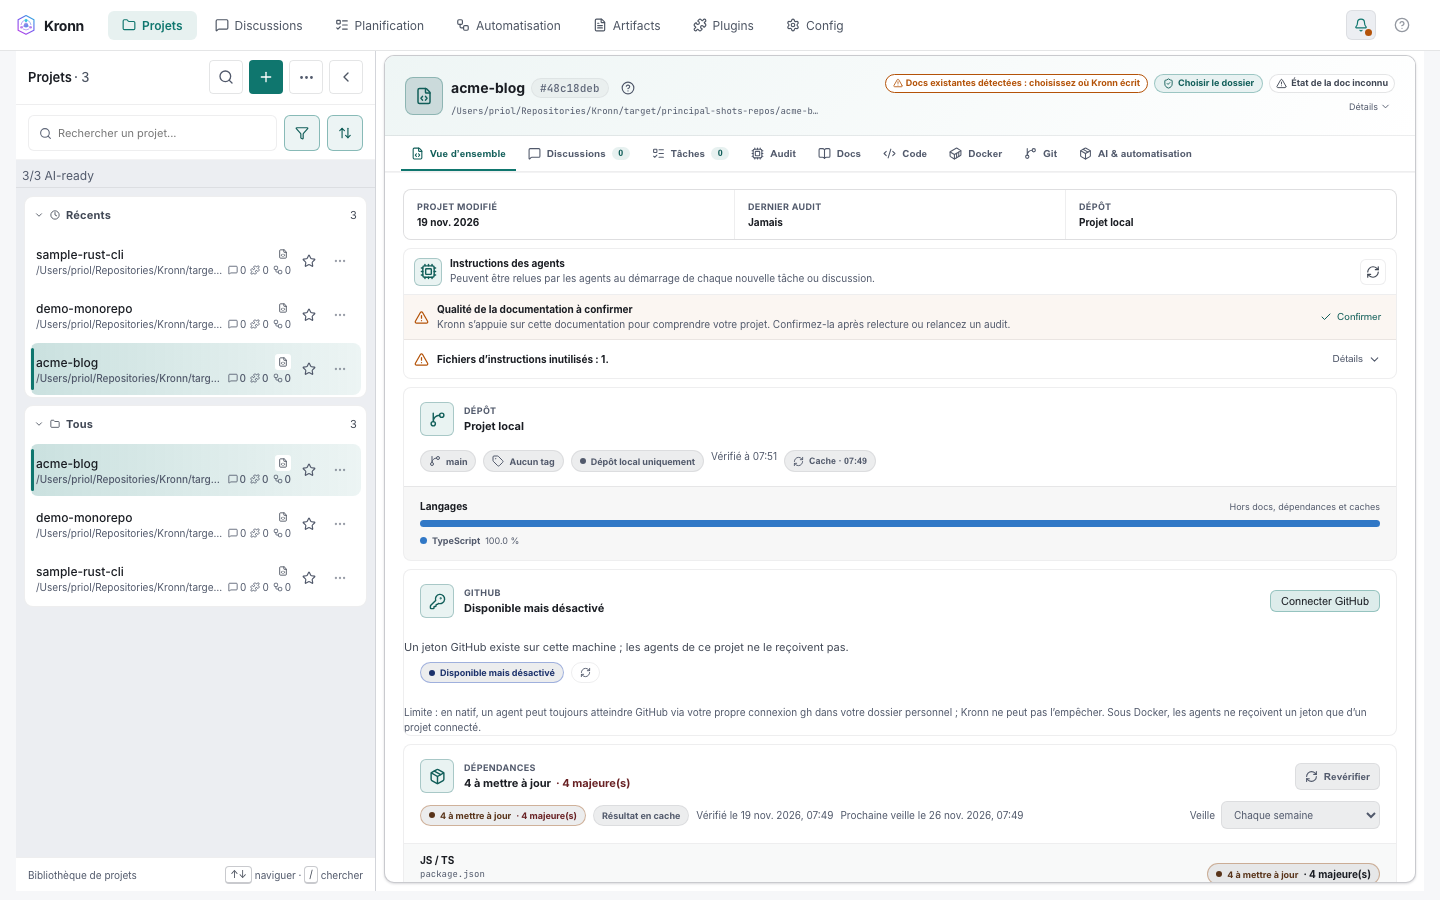 Kronn
Projets
Discussions
Planification
Automatisation
Artifacts
Plugins
Config
Projets · 3
Rechercher un projet...
3/3 AI-ready
Récents 3
sample-rust-cli
/Users/priol/Repositories/Kronn/targe... 0 0 0
demo-monorepo
/Users/priol/Repositories/Kronn/targe... 0 0 0
acme-blog
/Users/priol/Repositories/Kronn/targ... 0 0 0
Tous 3
acme-blog
/Users/priol/Repositories/Kronn/targ... 0 0 0
demo-monorepo
/Users/priol/Repositories/Kronn/targe... 0 0 0
sample-rust-cli
/Users/priol/Repositories/Kronn/targe... 0 0 0
Bibliothèque de projets ↑↓ naviguer · / chercher
acme-blog #48c18deb
/Users/priol/Repositories/Kronn/target/principal-shots-repos/acme-b…
Docs existantes détectées : choisissez où Kronn écrit
Choisir le dossier
État de la doc inconnu
Détails
Vue d'ensemble
Discussions 0
Tâches 0
Audit
Docs
Code
Docker
Git
AI & automatisation
PROJET MODIFIÉ
19 nov. 2026
DERNIER AUDIT
Jamais
DÉPÔT
Projet local
Instructions des agents
Peuvent être relues par les agents au démarrage de chaque nouvelle tâche ou discussion.
Qualité de la documentation à confirmer
Kronn s’appuie sur cette documentation pour comprendre votre projet. Confirmez-la après relecture ou relancez un audit.
Confirmer
Fichiers d’instructions inutilisés : 1.
Détails
DÉPÔT
Projet local
main
Aucun tag
Dépôt local uniquement
Vérifié à 07:51
Cache · 07:49
Langages
Hors docs, dépendances et caches
TypeScript 100.0 %
GITHUB
Disponible mais désactivé
Connecter GitHub
Un jeton GitHub existe sur cette machine ; les agents de ce projet ne le reçoivent pas.
Disponible mais désactivé
Limite : en natif, un agent peut toujours atteindre GitHub via votre propre connexion gh dans votre dossier personnel ; Kronn ne peut pas l’empêcher. Sous Docker, les agents ne reçoivent un jeton que d’un
projet connecté.
DÉPENDANCES
4 à mettre à jour · 4 majeure(s)
Revérifier
4 à mettre à jour · 4 majeure(s)
Résultat en cache
Vérifié le 19 nov. 2026, 07:49
Prochaine veille le 26 nov. 2026, 07:49
Veille
Chaque semaine
JS / TS
package.json
4 à mettre à jour · 4 majeure(s)